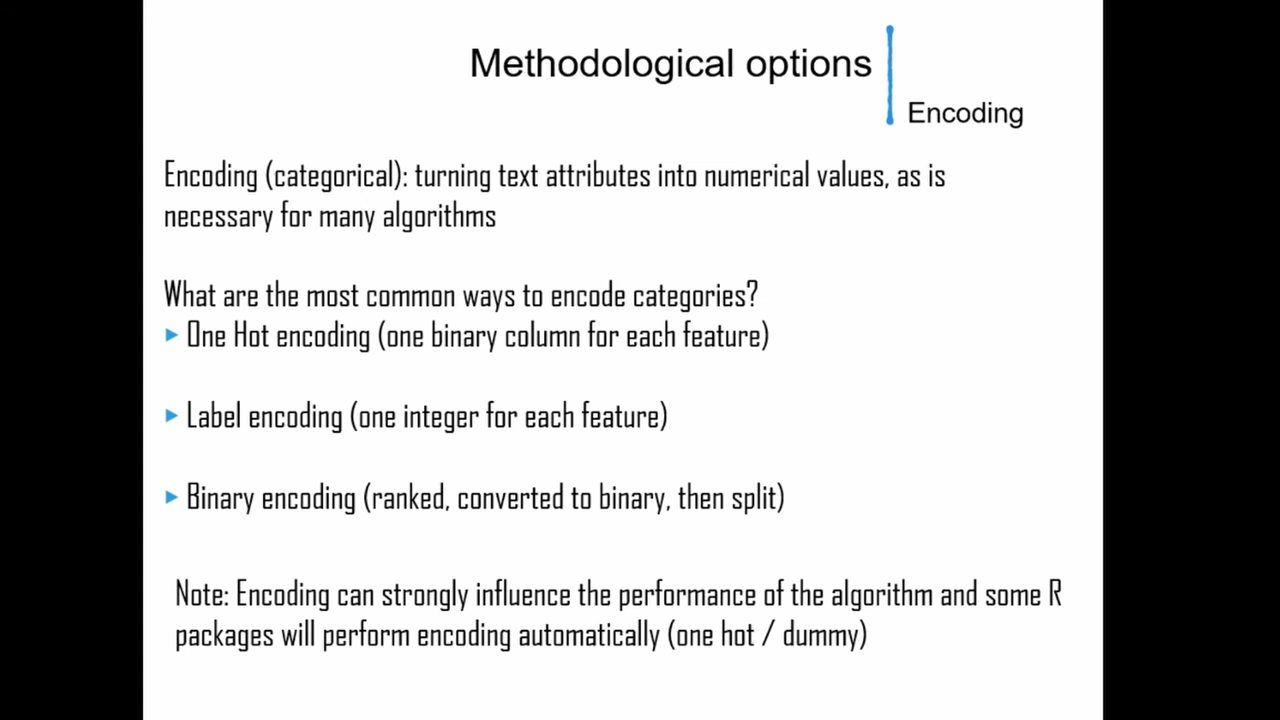 Methodological options
Encoding
Encoding (categorical): turning text attributes into numerical values, as is
necessary for many algorithms
What are the most common ways to encode categories?
One Hot encoding (one binary column for each feature)
Label encoding (one integer for each feature)
Binary encoding (ranked, converted to binary, then split)
Note: Encoding can strongly influence the performance of the algorithm and some R
packages will perform encoding automatically (one hot / dummy)